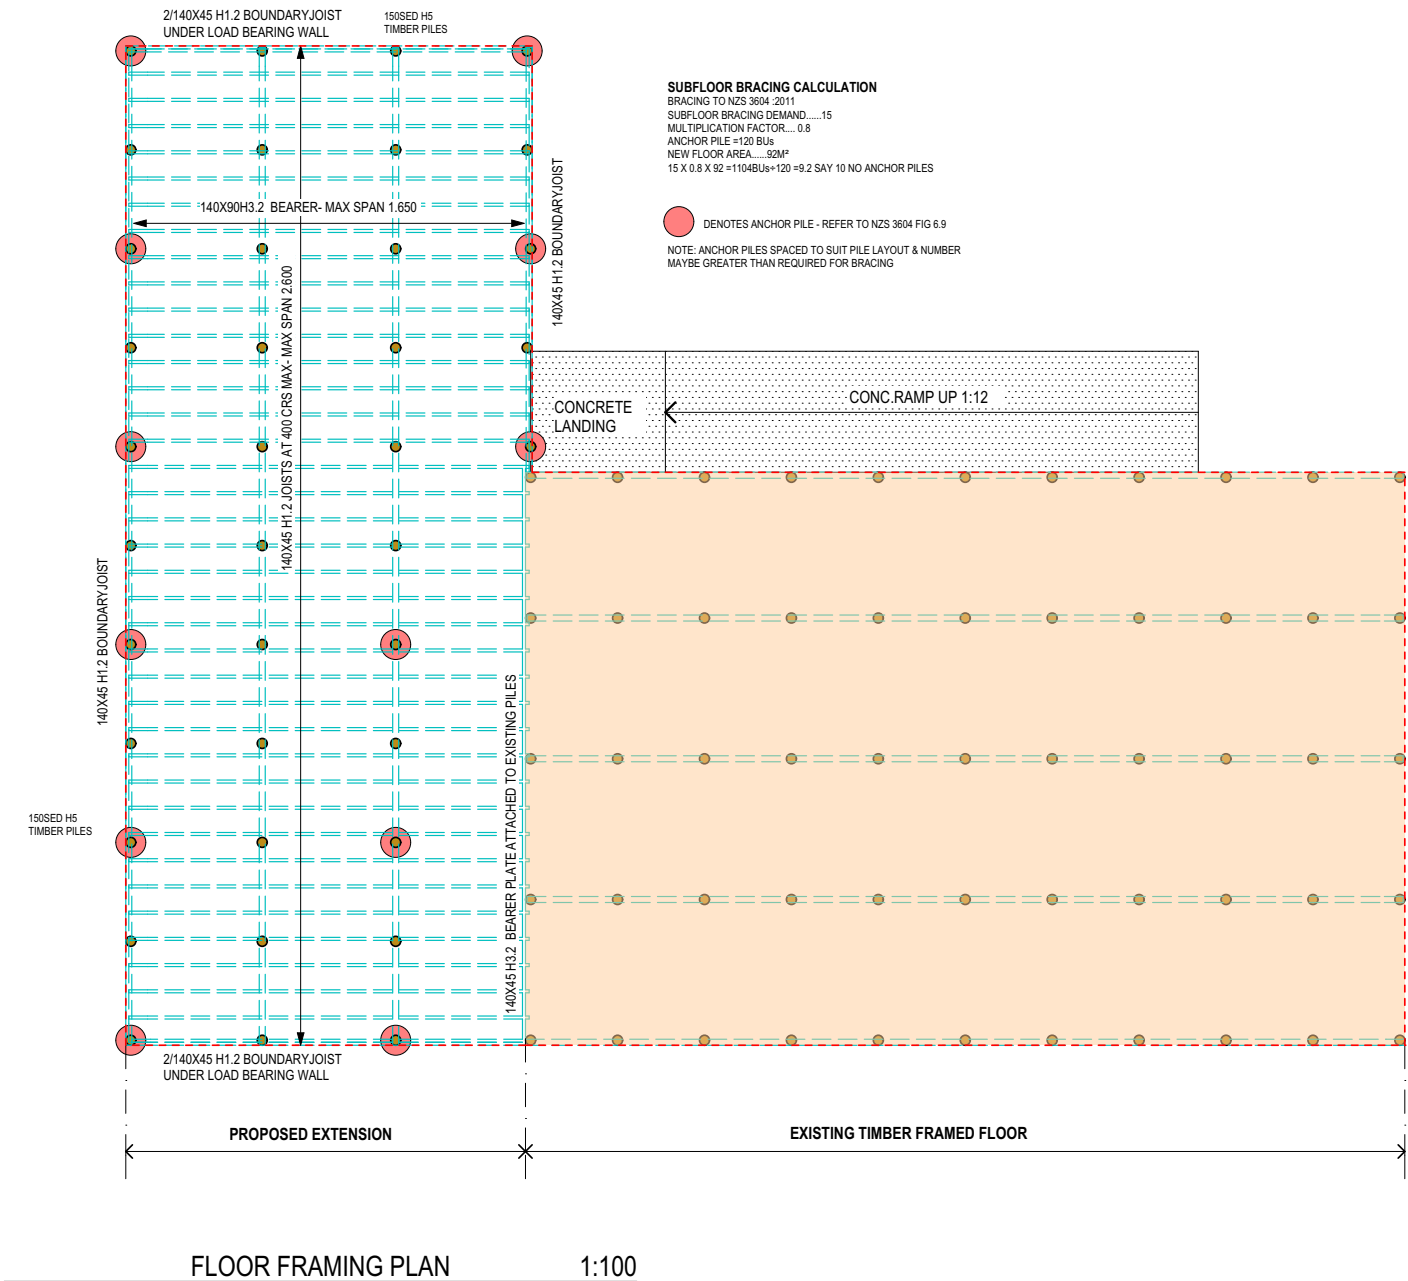 2/140X45 H1.2 BOUNDARYJOIST
UNDER LOAD BEARING WALL
150SED H5
TIMBER PILES
SUBFLOOR BRACING CALCULATION
BRACING TO NZS 3604 :2011
SUBFLOOR BRACING DEMAND......15
MULTIPLICATION FACTOR.... 0.8
ANCHOR PILE =120 BUs
NEW FLOOR AREA......92M²
15 X 0.8 X 92 =1104BUs÷120 =9.2 SAY 10 NO ANCHOR PILES
DENOTES ANCHOR PILE - REFER TO NZS 3604 FIG 6.9
NOTE: ANCHOR PILES SPACED TO SUIT PILE LAYOUT & NUMBER
MAYBE GREATER THAN REQUIRED FOR BRACING
140X90H3.2 BEARER- MAX SPAN 1.650
140X45 H1.2 BOUNDARYJOIST
140X45 H1.2 JOISTS AT 400 CRS MAX- MAX SPAN 2.600
CONCRETE
LANDING
CONC.RAMP UP 1:12
140X45 H1.2 BOUNDARYJOIST
140X45 H3.2 BEARER PLATE ATTACHED TO EXISTING PILES
150SED H5
TIMBER PILES
2/140X45 H1.2 BOUNDARYJOIST
UNDER LOAD BEARING WALL
PROPOSED EXTENSION
EXISTING TIMBER FRAMED FLOOR
FLOOR FRAMING PLAN 1:100